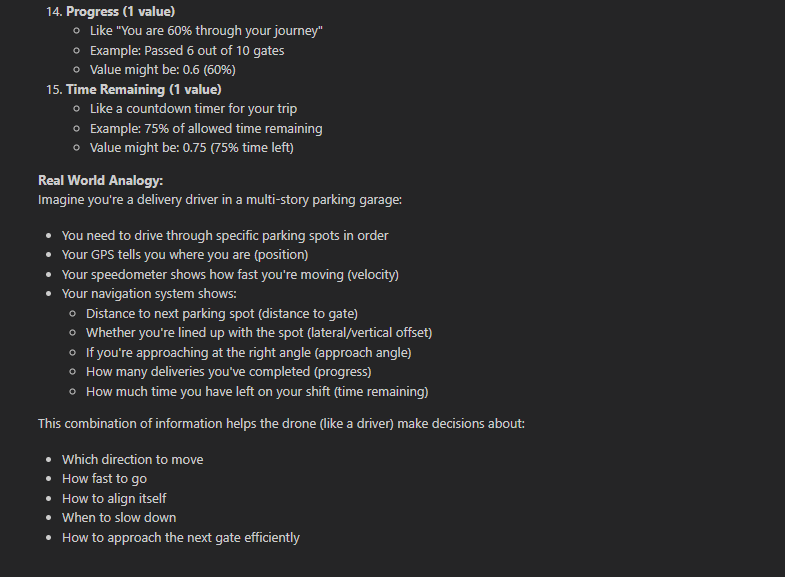 14. Progress (1 value)
Like "You are 60% through your journey"
Example: Passed 6 out of 10 gates
Value might be: 0.6 (60%)
15. Time Remaining (1 value)
Like a countdown timer for your trip
Example: 75% of allowed time remaining
Value might be: 0.75 (75% time left)
Real World Analogy:
Imagine you're a delivery driver in a multi-story parking garage:
You need to drive through specific parking spots in order
Your GPS tells you where you are (position)
Your speedometer shows how fast you're moving (velocity)
Your navigation system shows:
Distance to next parking spot (distance to gate)
Whether you're lined up with the spot (lateral/vertical offset)
If you're approaching at the right angle (approach angle)
How many deliveries you've completed (progress)
How much time you have left on your shift (time remaining)
This combination of information helps the drone (like a driver) make decisions about:
Which direction to move
How fast to go
How to align itself
When to slow down
How to approach the next gate efficiently